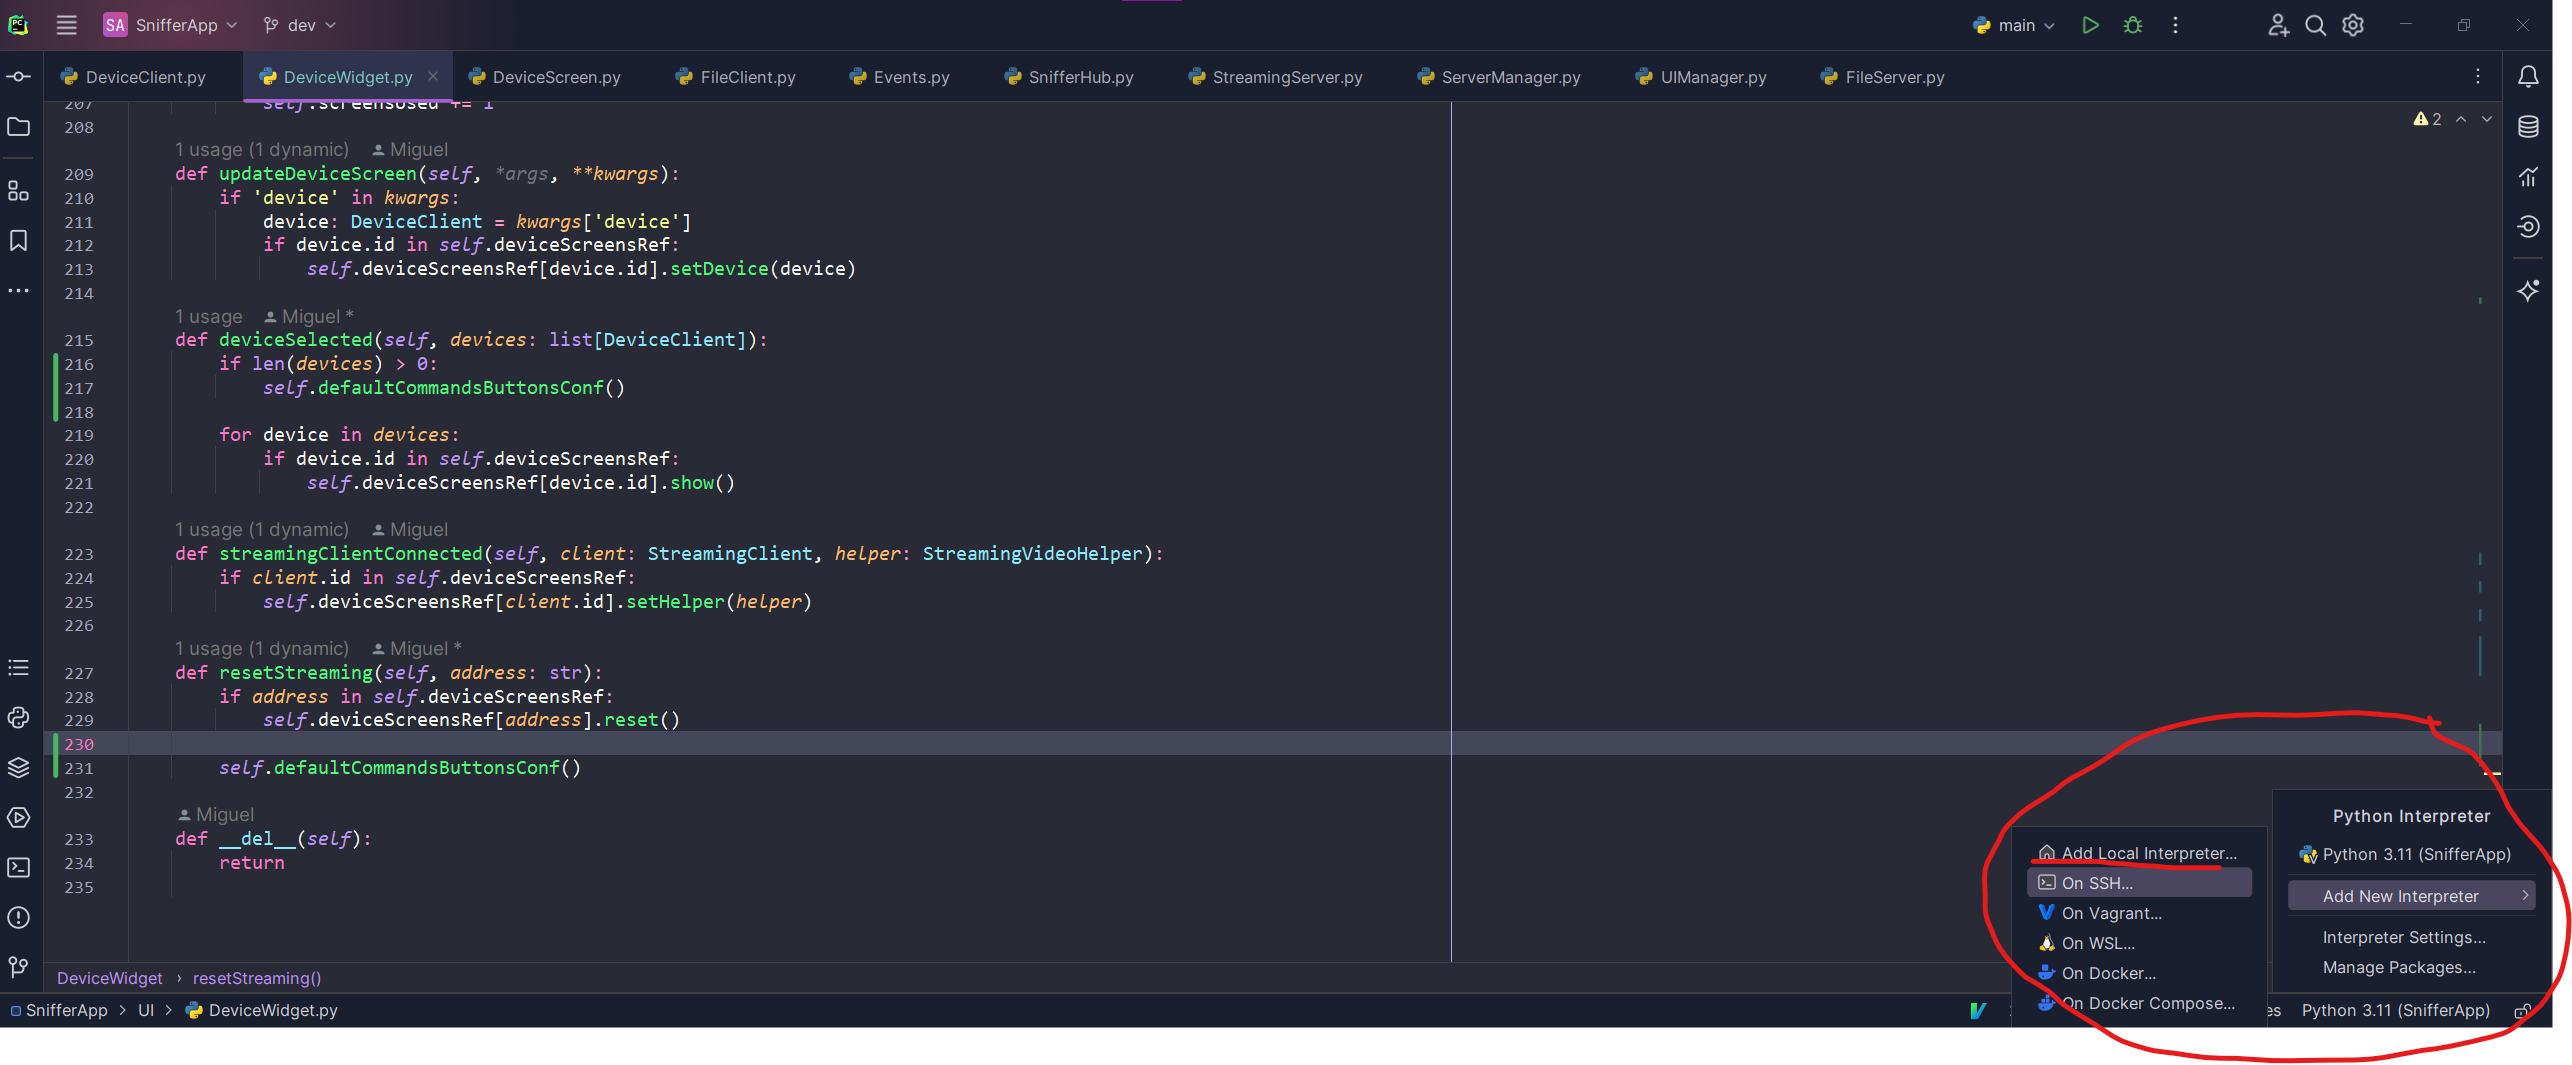 PC SA SnifferApp dev main
DeviceClient.py DeviceWidget.py DeviceScreen.py FileClient.py Events.py SnifferHub.py StreamingServer.py ServerManager.py UIManager.py FileServer.py
207 self.screensUsed += 1
2
208
1 usage (1 dynamic) Miguel
209 def updateDeviceScreen(self, *args, **kwargs):
210 if 'device' in kwargs:
211 device: DeviceClient = kwargs['device']
212 if device.id in self.deviceScreensRef:
213 self.deviceScreensRef[device.id].setDevice(device)
214
1 usage Miguel *
215 def deviceSelected(self, devices: list[DeviceClient]):
216 if len(devices) > 0:
217 self.defaultCommandsButtonsConf()
218
219 for device in devices:
220 if device.id in self.deviceScreensRef:
221 self.deviceScreensRef[device.id].show()
222
1 usage (1 dynamic) Miguel
223 def streamingClientConnected(self, client: StreamingClient, helper: StreamingVideoHelper):
224 if client.id in self.deviceScreensRef:
225 self.deviceScreensRef[client.id].setHelper(helper)
226
1 usage (1 dynamic) Miguel *
227 def resetStreaming(self, address: str):
228 if address in self.deviceScreensRef:
229 self.deviceScreensRef[address].reset()
230
231 self.defaultCommandsButtonsConf()
232
Miguel
233 def __del__(self):
234 return
235
Python Interpreter
Python 3.11 (SnifferApp)
Add New Interpreter
Interpreter Settings...
Manage Packages...
Add Local Interpreter...
On SSH...
On Vagrant...
On WSL...
On Docker...
On Docker Compose...
DeviceWidget › resetStreaming()
SnifferApp > UI > DeviceWidget.py
es Python 3.11 (SnifferApp)